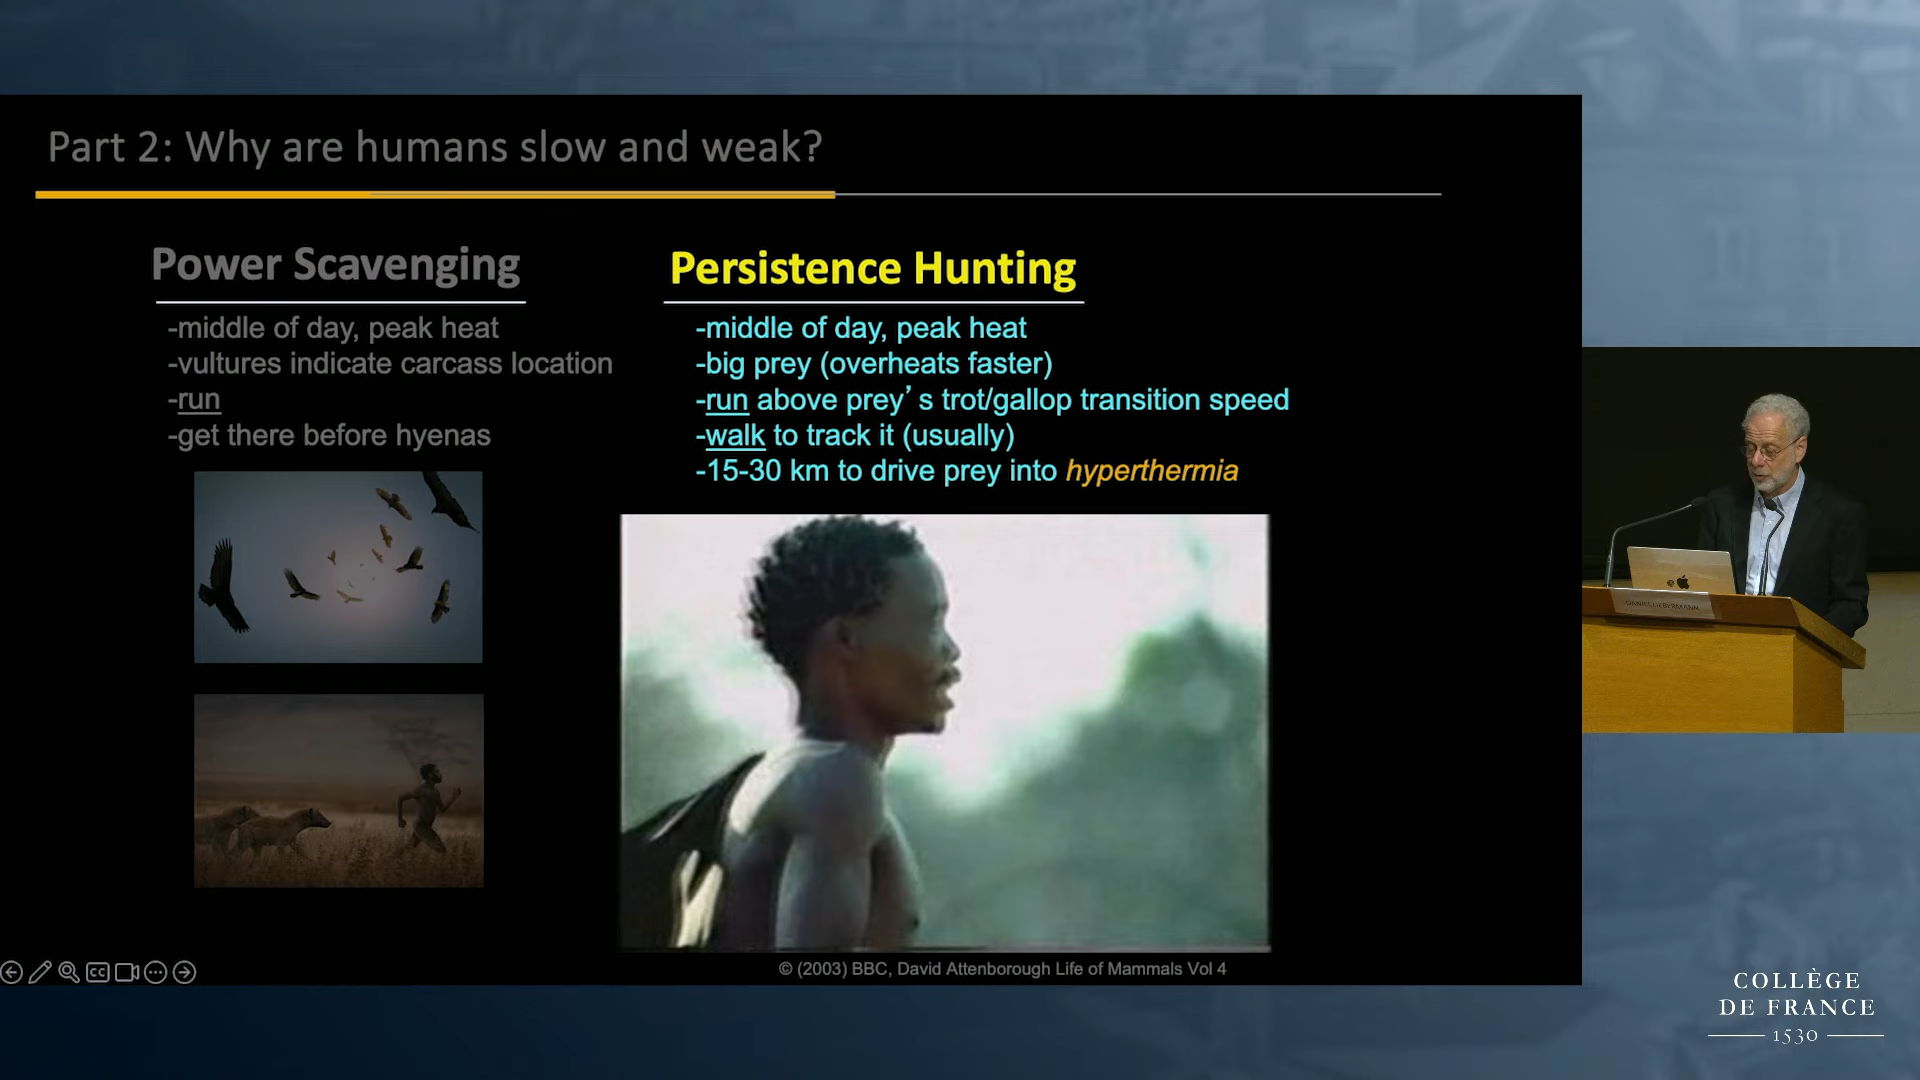 Part 2: Why are humans slow and weak?
Power Scavenging
-middle of day, peak heat
-vultures indicate carcass location
-run
-get there before hyenas
Persistence Hunting
-middle of day, peak heat
-big prey (overheats faster)
-run above prey’s trot/gallop transition speed
-walk to track it (usually)
-15-30 km to drive prey into hyperthermia
© (2003) BBC, David Attenborough Life of Mammals Vol 4
CC
DANIEL LIEBERMANN
COLLÈGE
DE FRANCE
1530